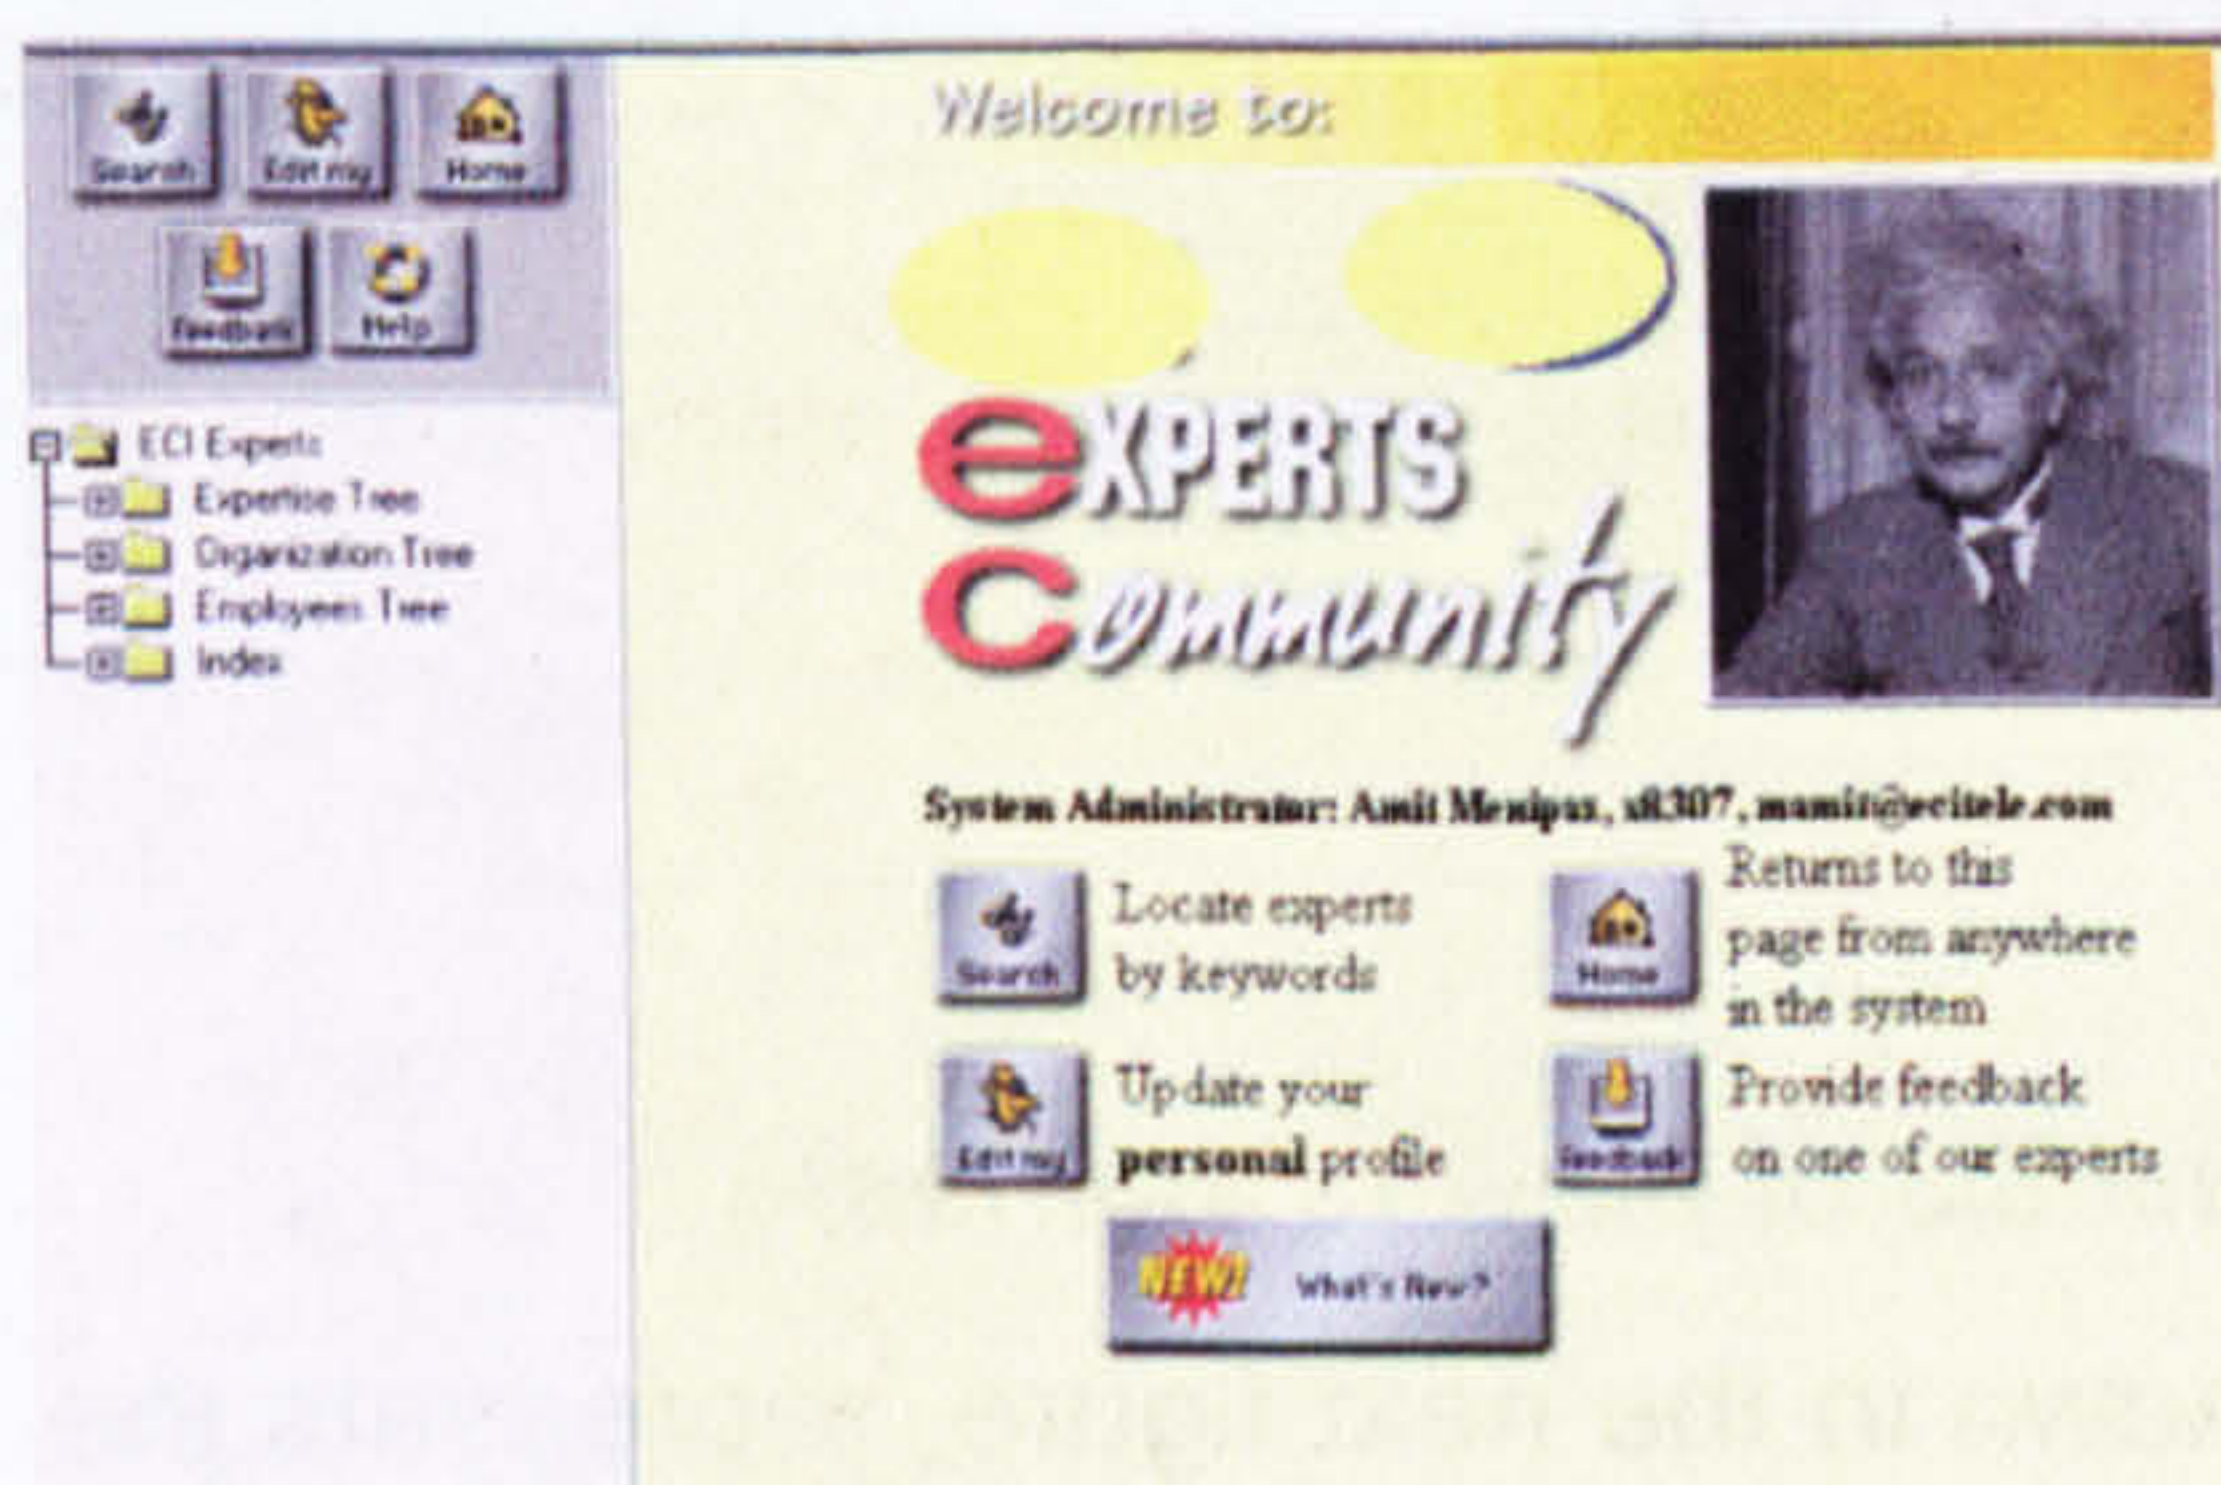 Search
Edit my
Home
Feedback
Help
ECI Experts
Expertise Tree
Organization Tree
Employees Tree
Index
Welcome to:
eXPERTS
Community
System Administrator: Amit Menipaz, x8307, mamit@ecitele.com
Search
Locate experts
by keywords
Home
Returns to this
page from anywhere
in the system
Edit my
Update your
personal profile
Feedback
Provide feedback
on one of our experts
NEW!
What's New?